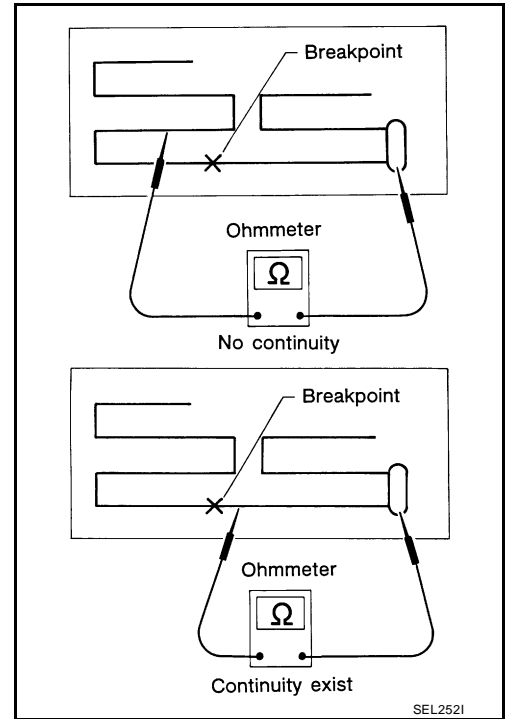 Breakpoint
Ohmmeter
Ω
No continuity
Breakpoint
Ohmmeter
Ω
Continuity exist
SEL252I